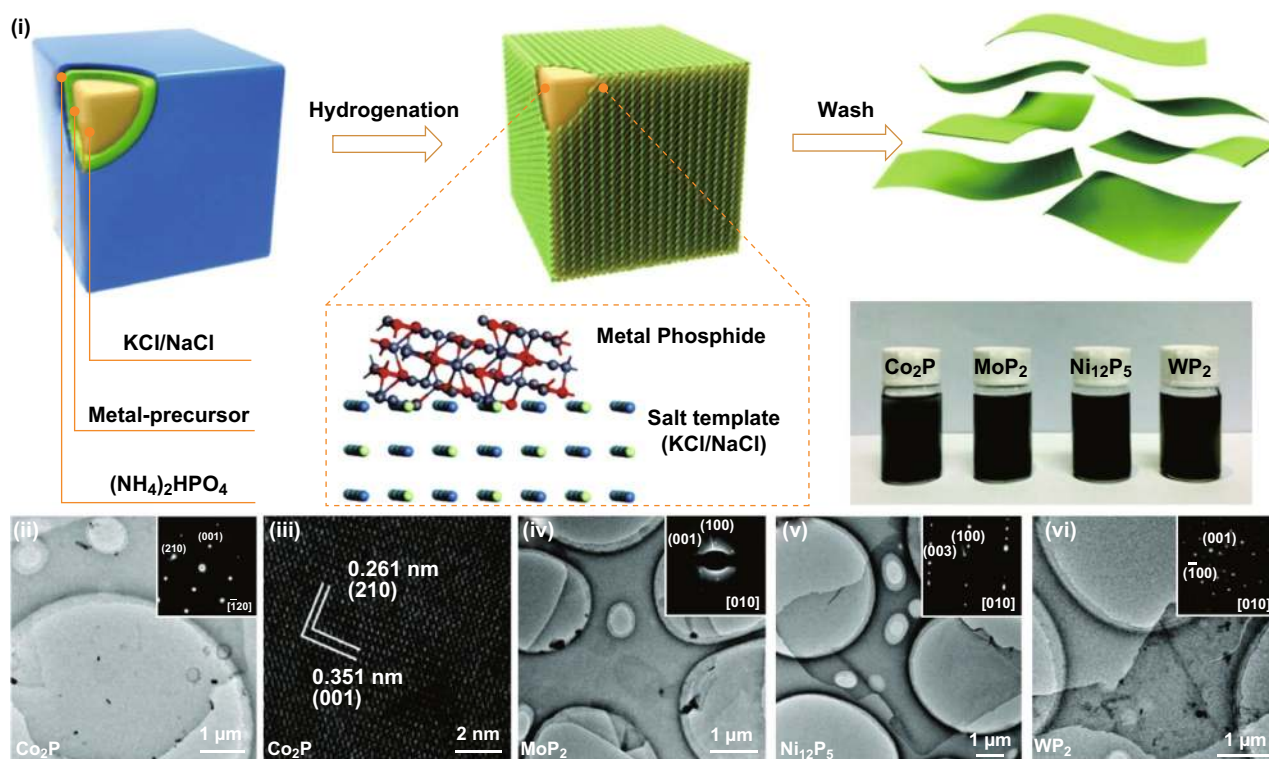 (i)
Hydrogenation
Wash
KCl/NaCl
Metal-precursor
(NH₄)₂HPO₄
Metal Phosphide
Salt template
(KCl/NaCl)
Co₂P
MoP₂
Ni₁₂P₅
WP₂
(ii)
(210)
(001)
[1̄20]
Co₂P
1 µm
(iii)
0.261 nm
(210)
0.351 nm
(001)
Co₂P
2 nm
(iv)
(100)
(001)
[010]
MoP₂
1 µm
(v)
(100)
(003)
[010]
Ni₁₂P₅
1 µm
(vi)
(001)
(1̄00)
[010]
WP₂
1 µm